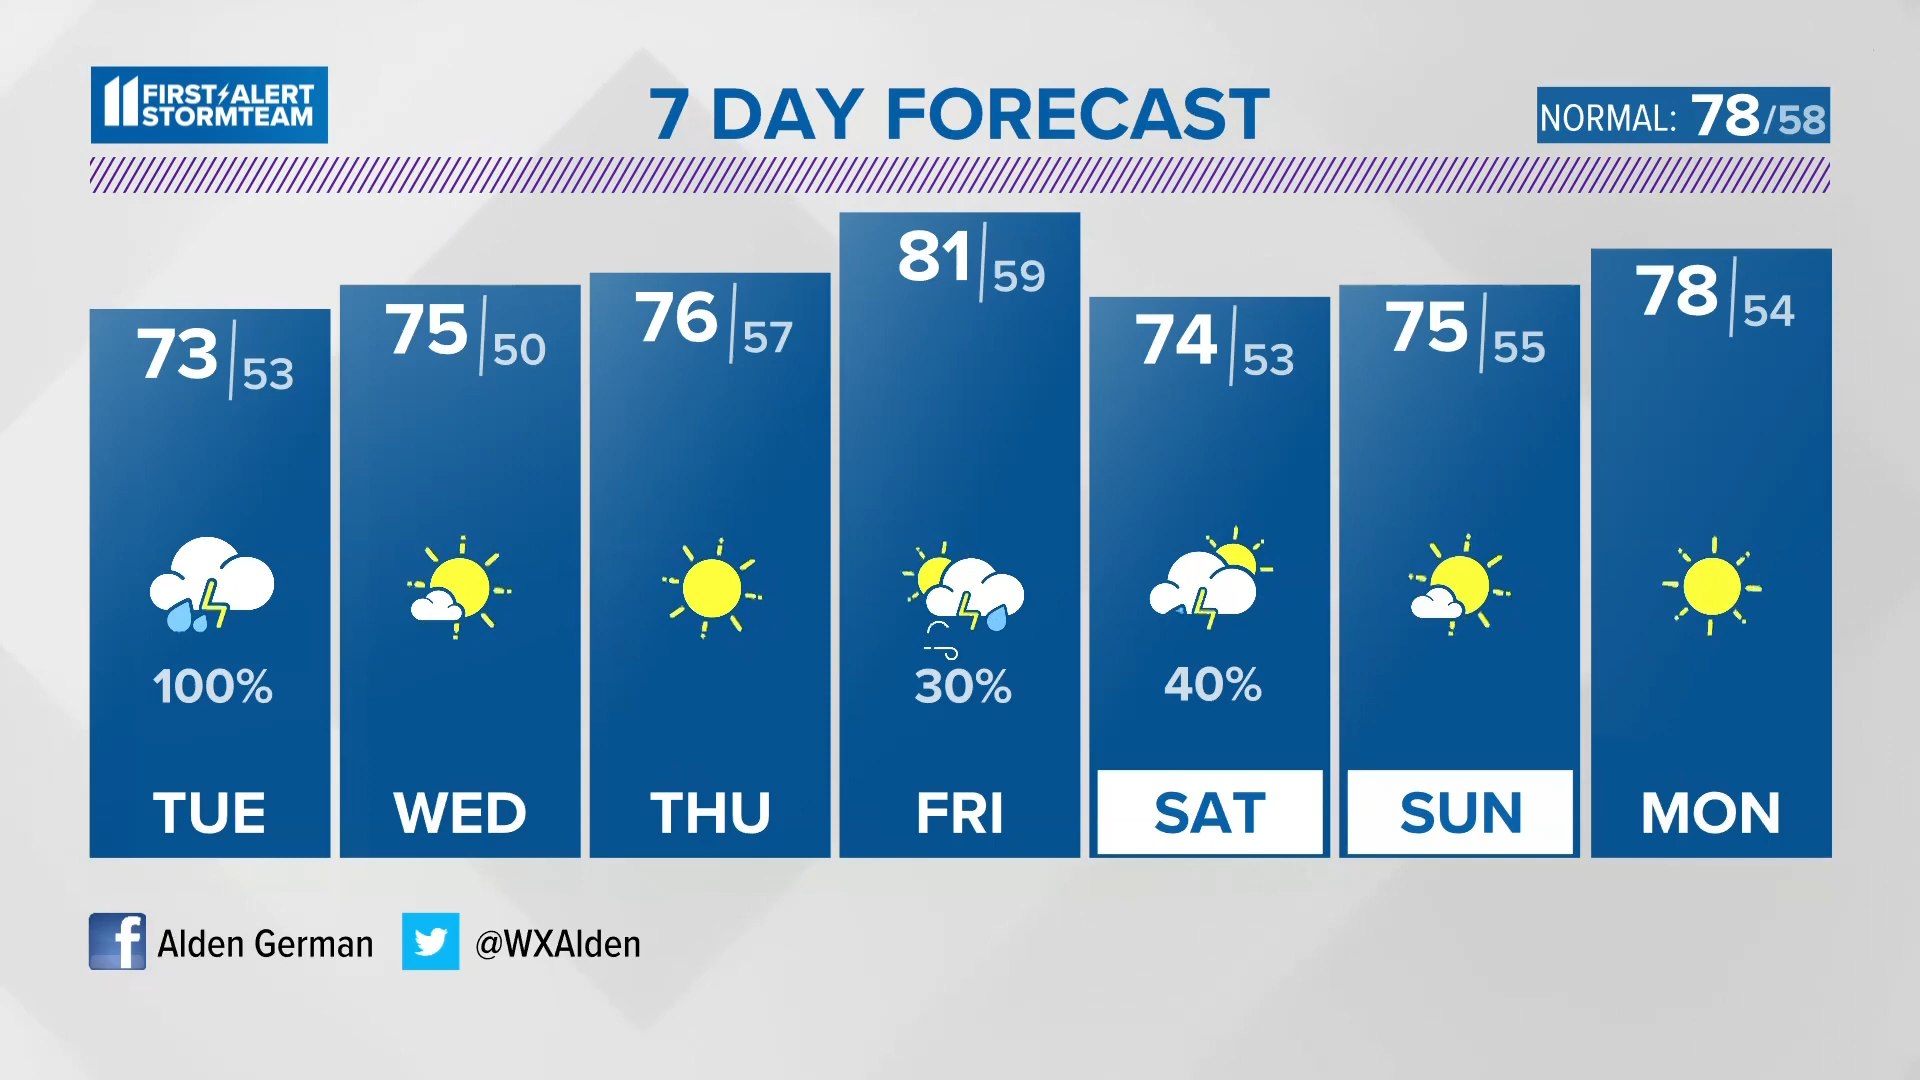 11 FIRST ALERT
STORMTEAM
7 DAY FORECAST
NORMAL: 78/58
73/53
75/50
76/57
81/59
74/53
75/55
78/54
100%
30%
40%
TUE
WED
THU
FRI
SAT
SUN
MON
f Alden German
@WXAlden